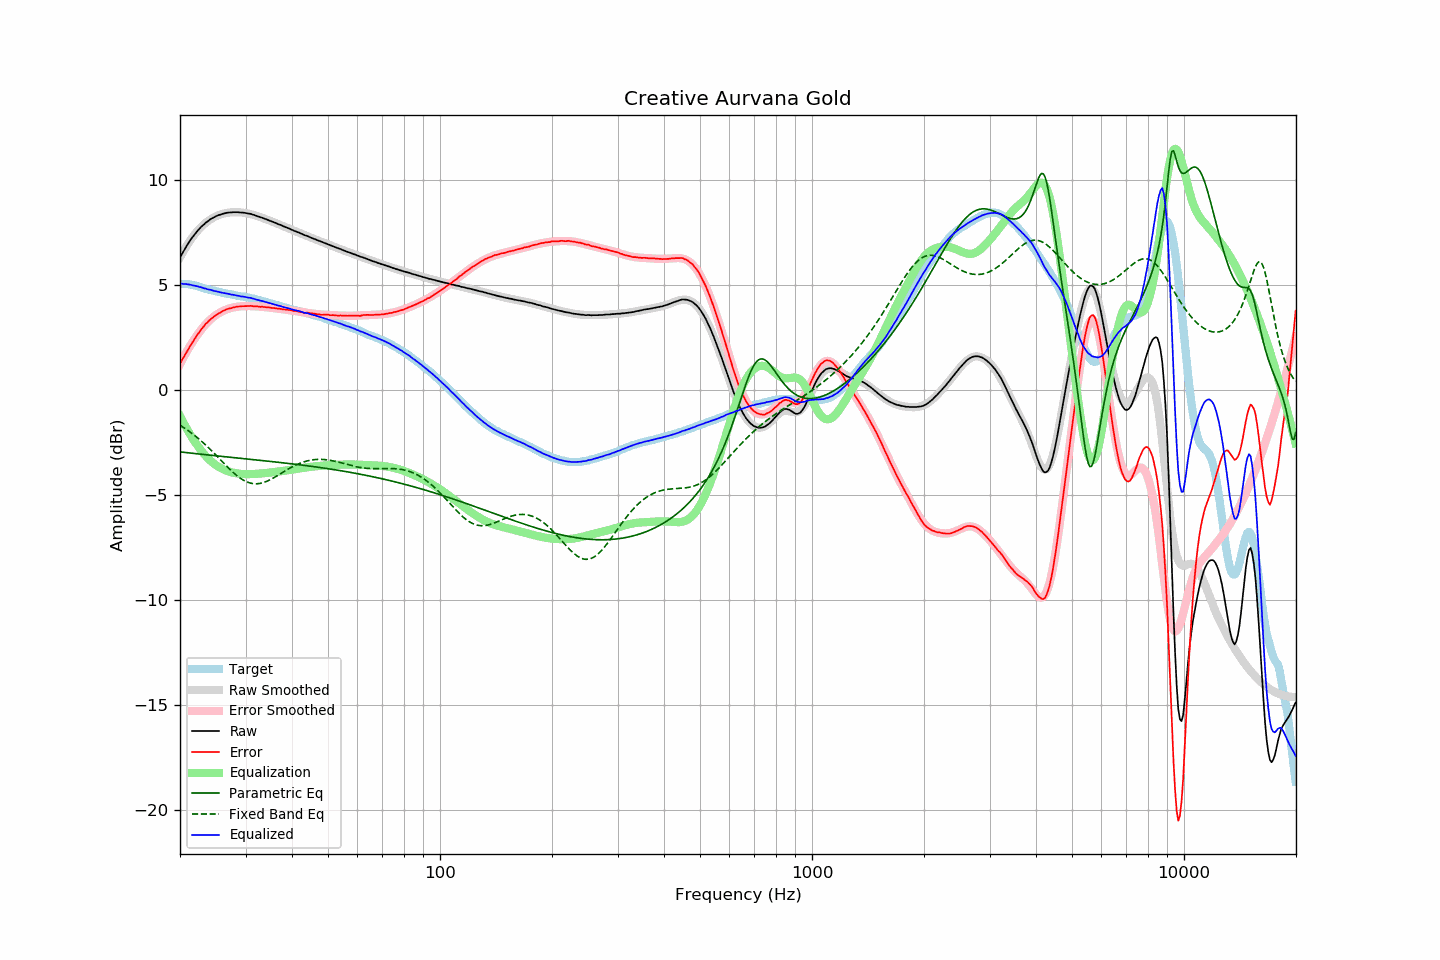 Creative Aurvana Gold
10
5
0
−5
−10
−15
−20
Amplitude (dBr)
Target
Raw Smoothed
Error Smoothed
Raw
Error
Equalization
Parametric Eq
Fixed Band Eq
Equalized
100 1000 10000
Frequency (Hz)